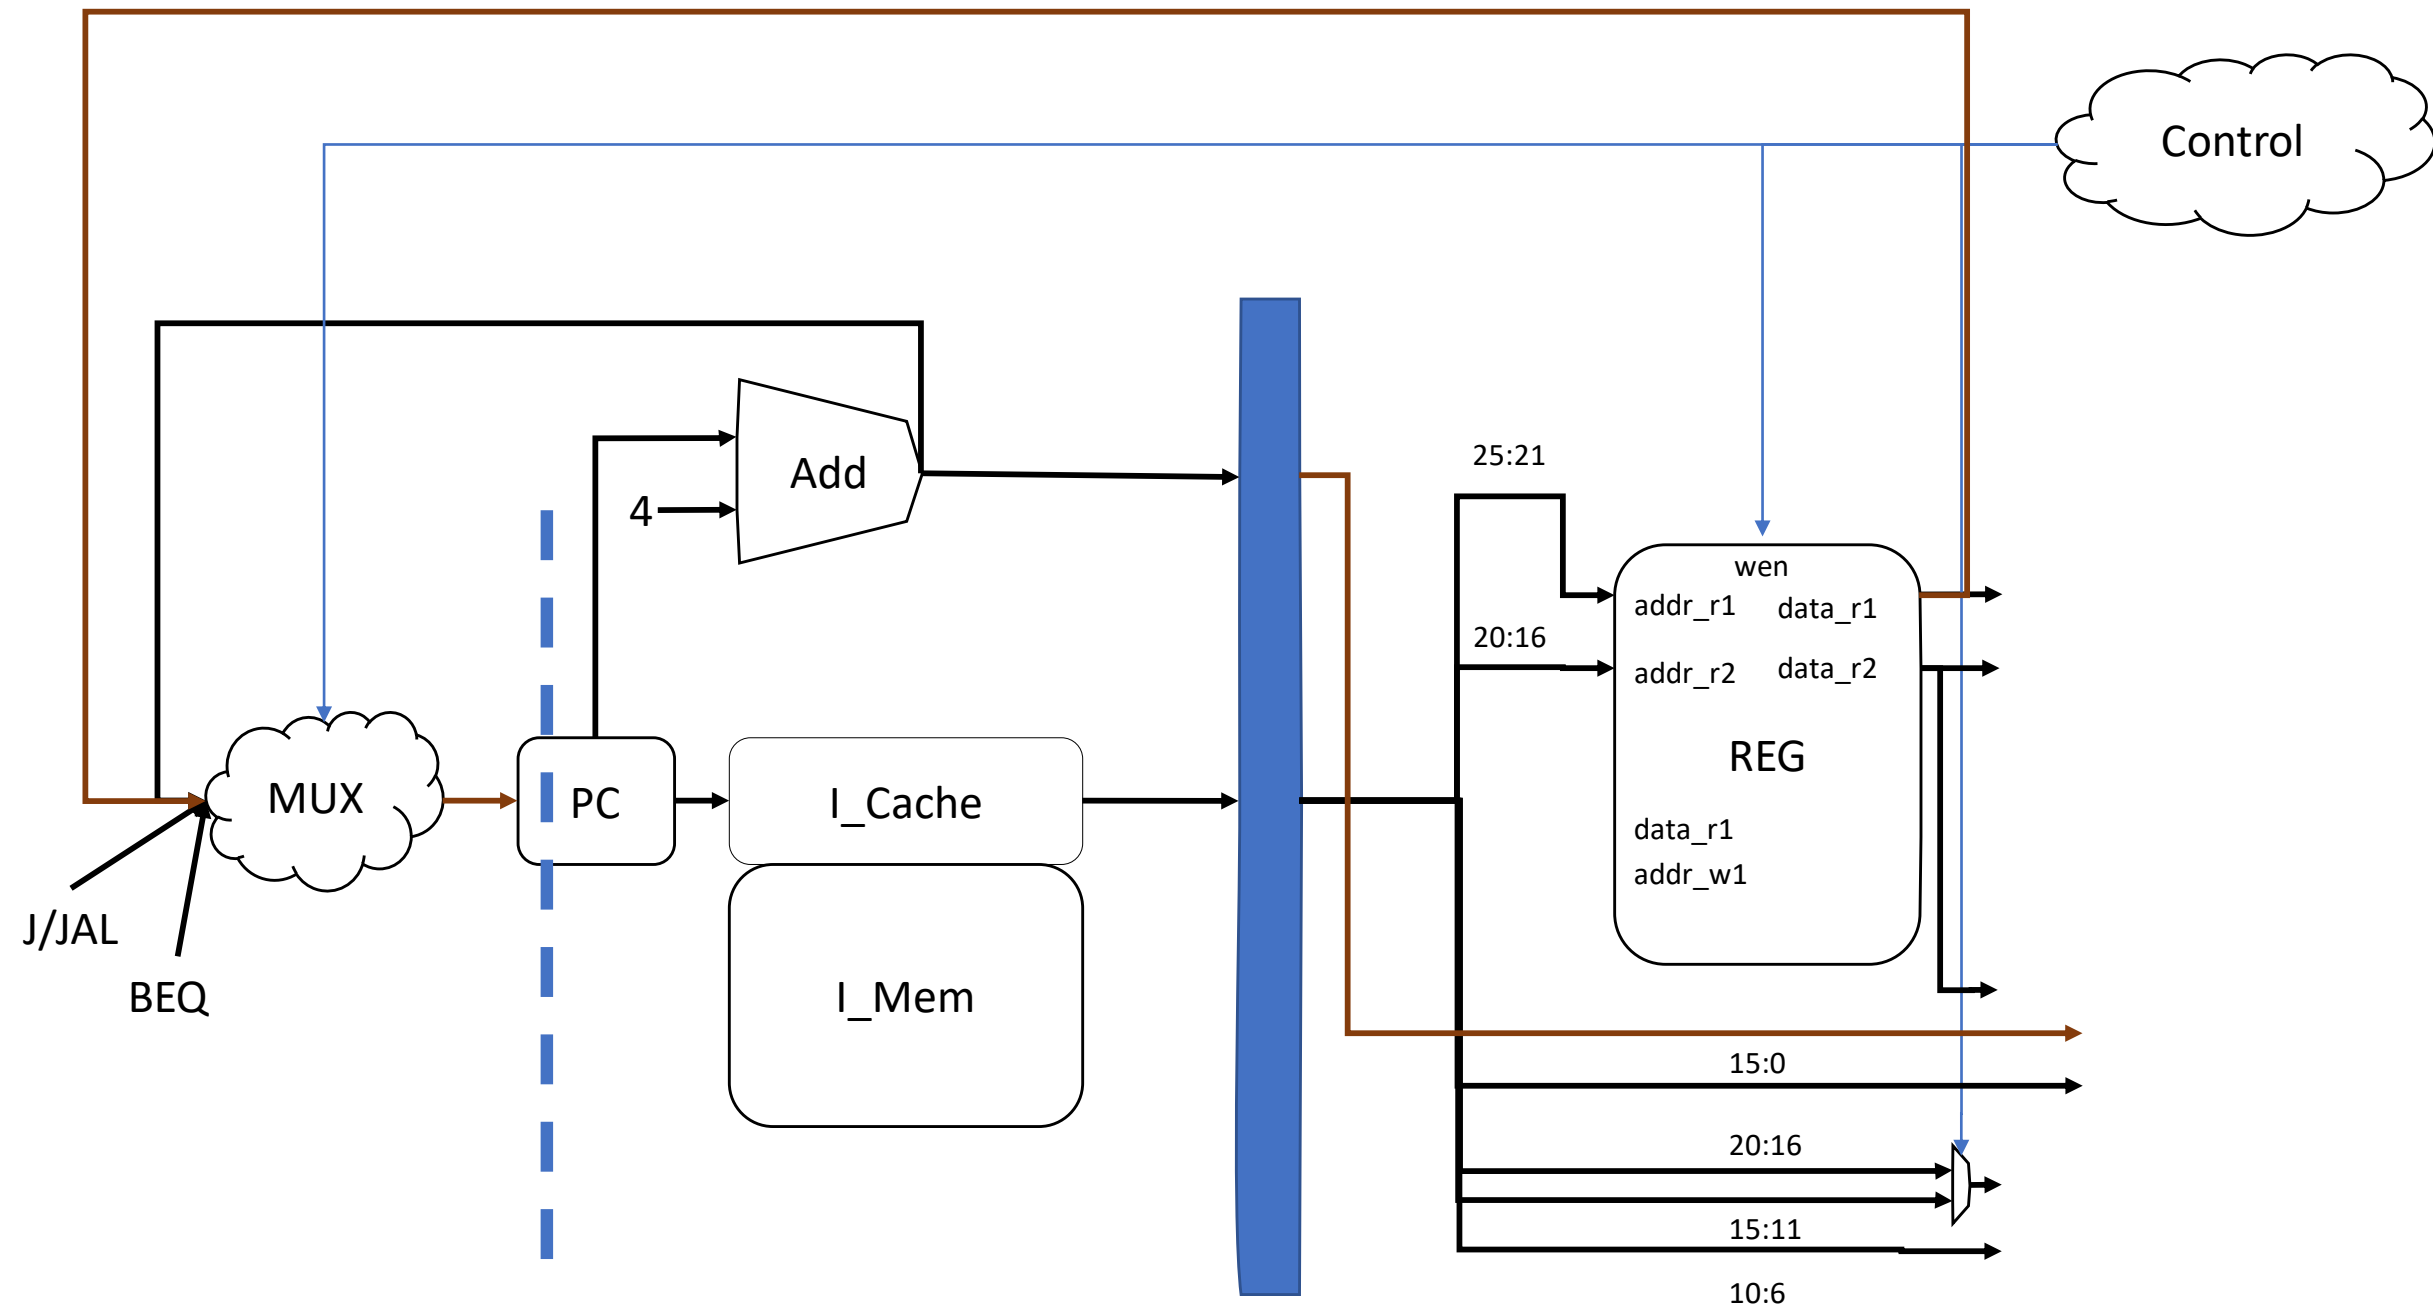 Control
25:21
Add
4
wen
addr_r1 data_r1
20:16
addr_r2 data_r2
REG
MUX
PC
I_Cache
data_r1
addr_w1
J/JAL
BEQ
I_Mem
15:0
20:16
15:11
10:6